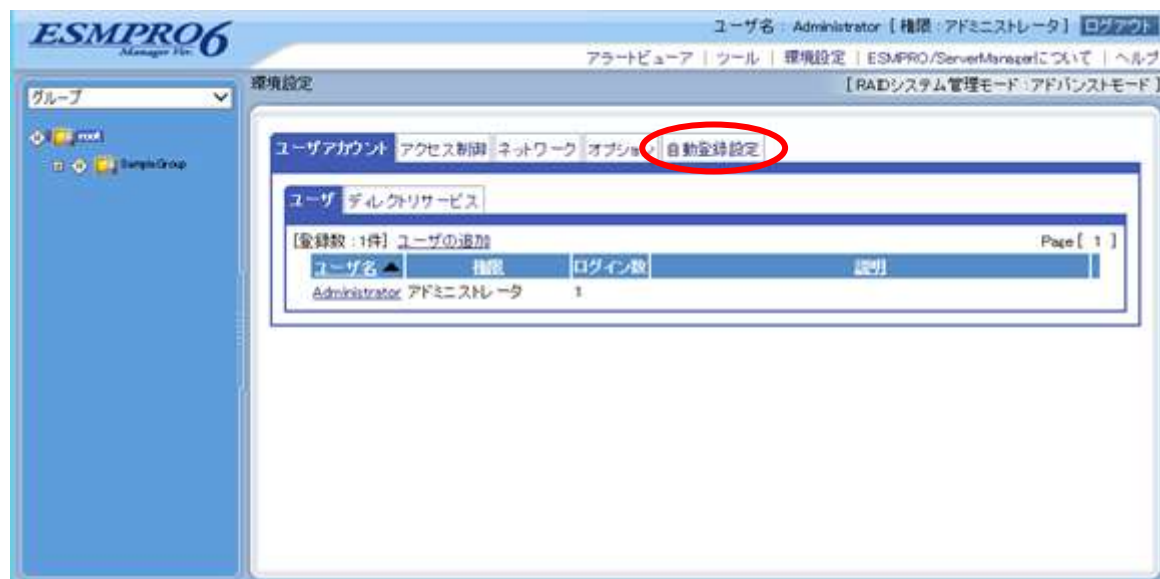 ESMPRO6
Manager Ver.
ユーザ名 : Administrator [ 権限 : アドミニストレータ ] ログアウト
アラートビューア | ツール | 環境設定 | ESMPRO/ServerManagerについて | ヘルプ
グループ
環境設定
[ RAIDシステム管理モード : アドバンストモード ]
root
SampleGroup
ユーザアカウント アクセス制御 ネットワーク オプション 自動登録設定
ユーザ ディレクトリサービス
[登録数 : 1件] ユーザの追加
Page [ 1 ]
ユーザ名 ▲ 権限 ログイン数 説明
Administrator アドミニストレータ 1